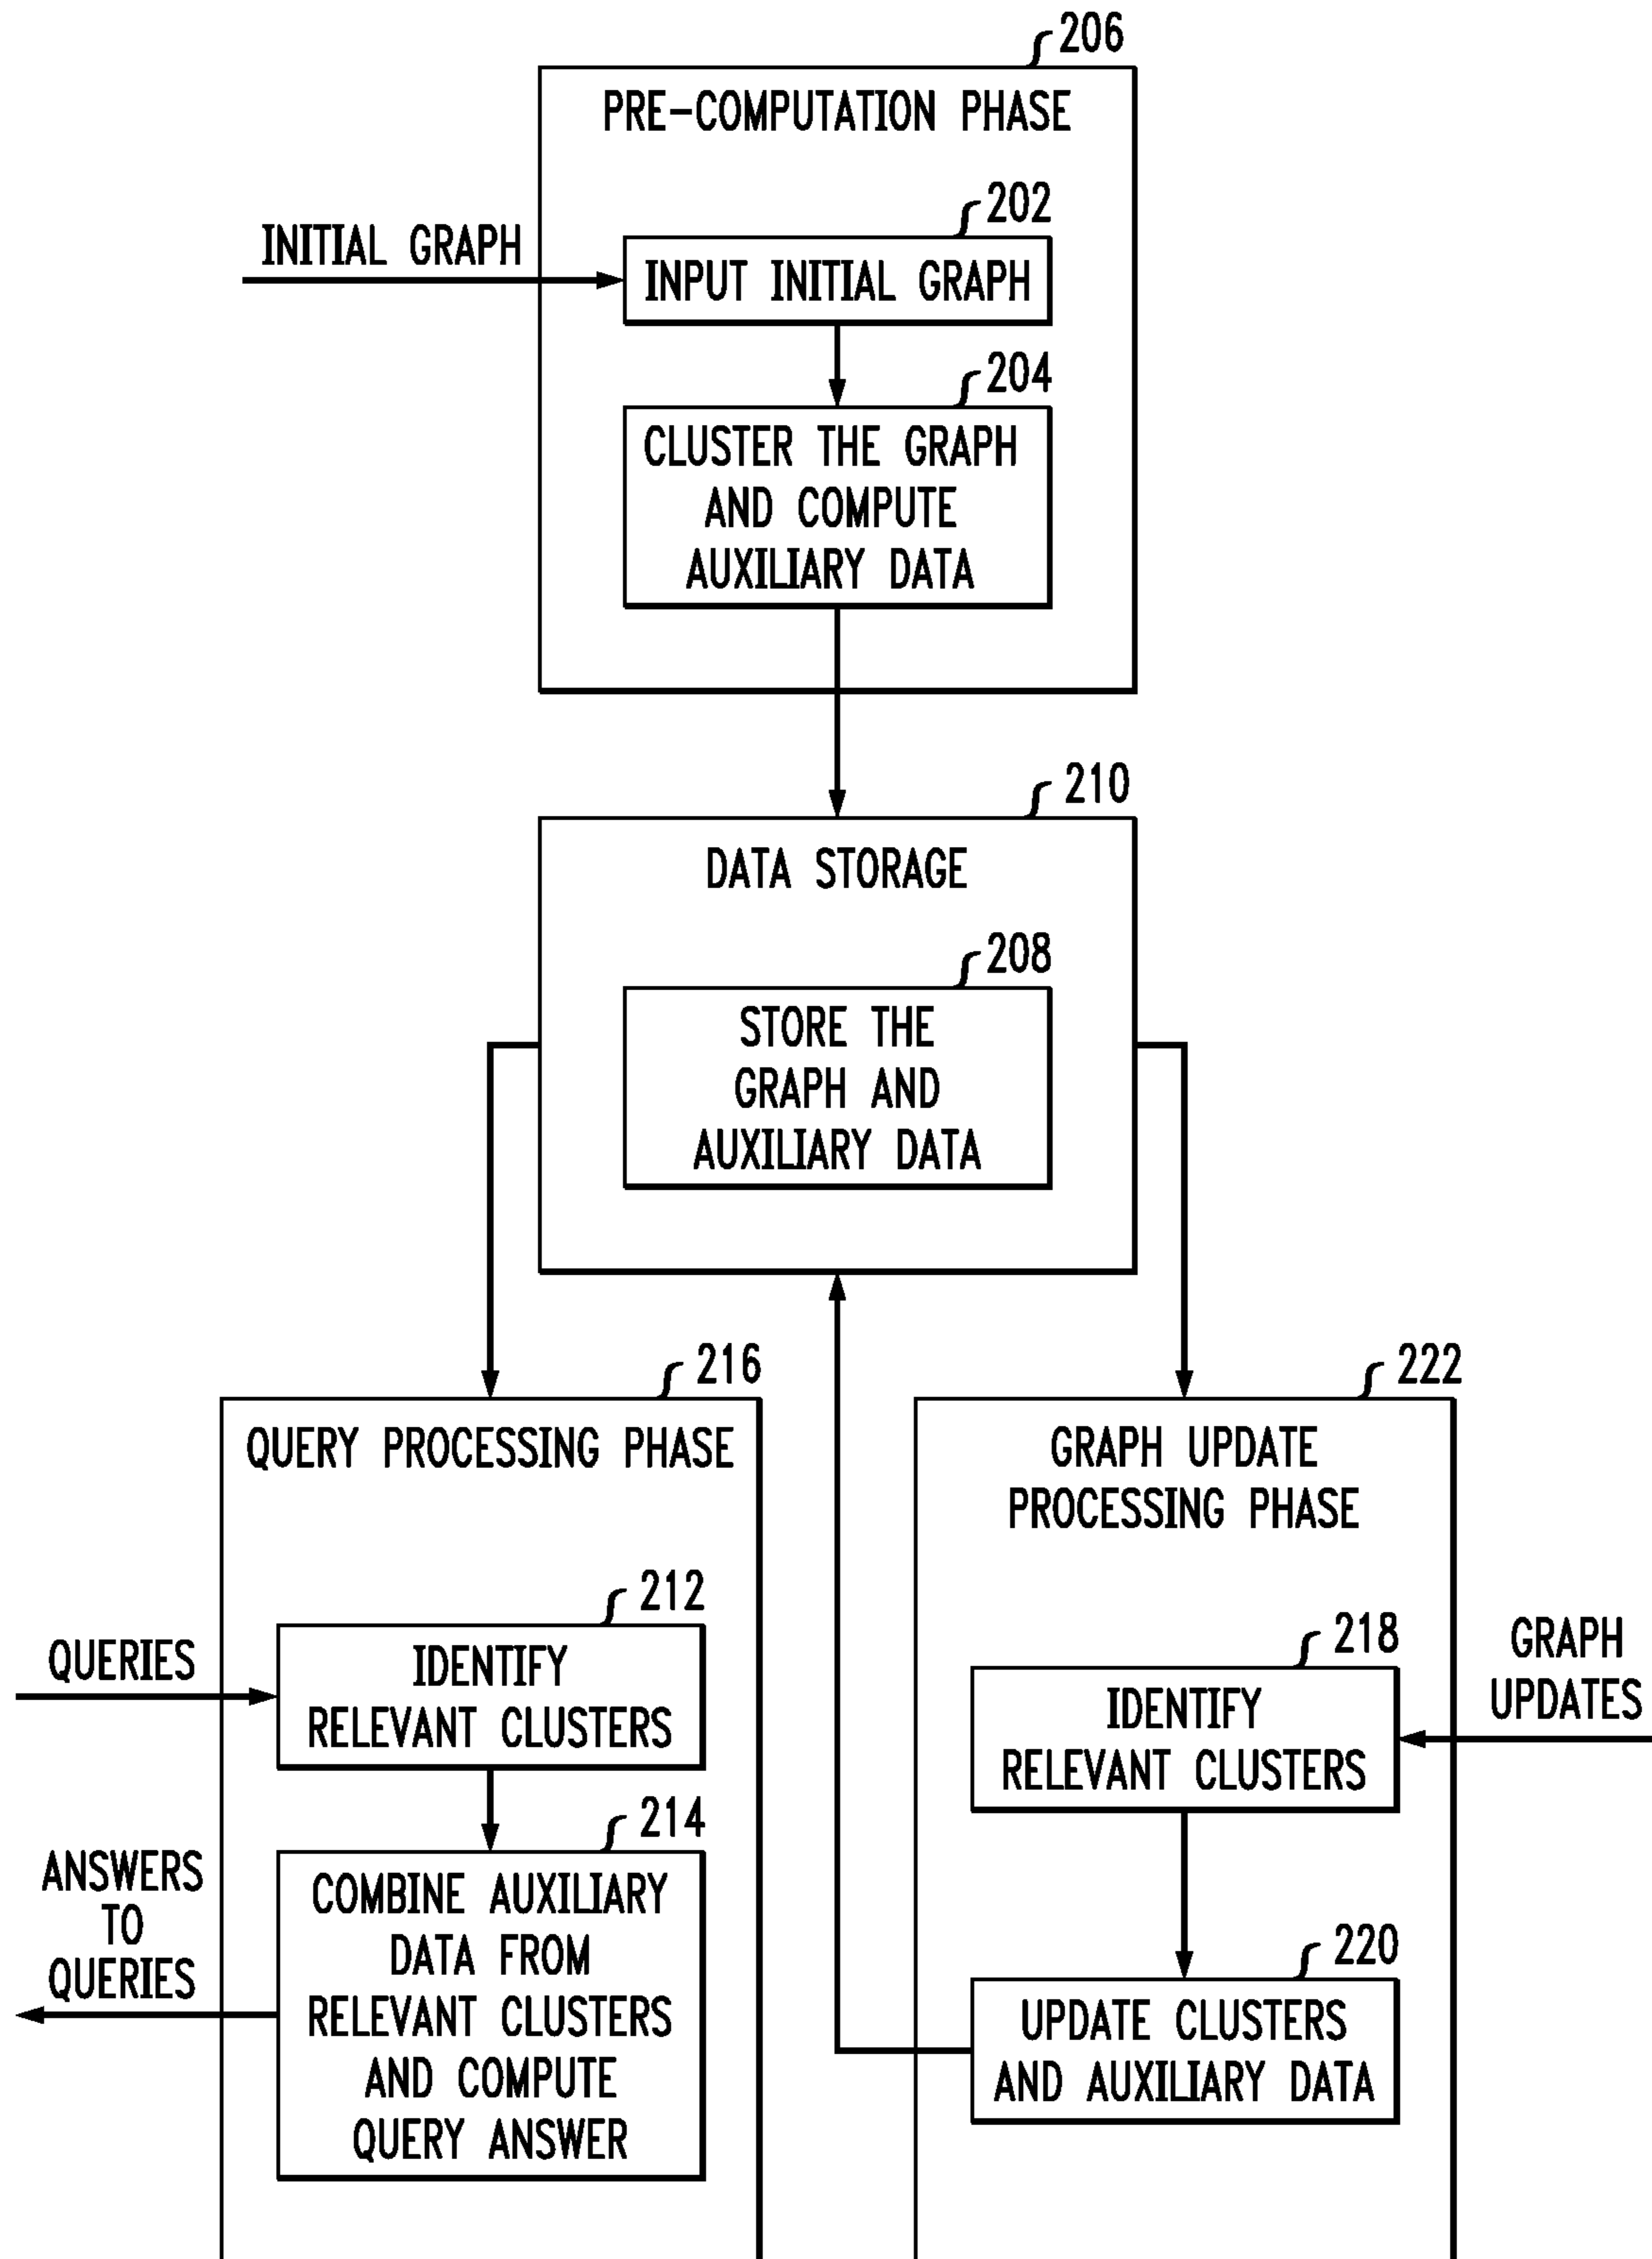 206
PRE-COMPUTATION PHASE
202
INITIAL GRAPH
INPUT INITIAL GRAPH
204
CLUSTER THE GRAPH
AND COMPUTE
AUXILIARY DATA
210
DATA STORAGE
208
STORE THE
GRAPH AND
AUXILIARY DATA
216
QUERY PROCESSING PHASE
212
QUERIES
IDENTIFY
RELEVANT CLUSTERS
214
ANSWERS
TO
QUERIES
COMBINE AUXILIARY
DATA FROM
RELEVANT CLUSTERS
AND COMPUTE
QUERY ANSWER
222
GRAPH UPDATE
PROCESSING PHASE
218
GRAPH
UPDATES
IDENTIFY
RELEVANT CLUSTERS
220
UPDATE CLUSTERS
AND AUXILIARY DATA